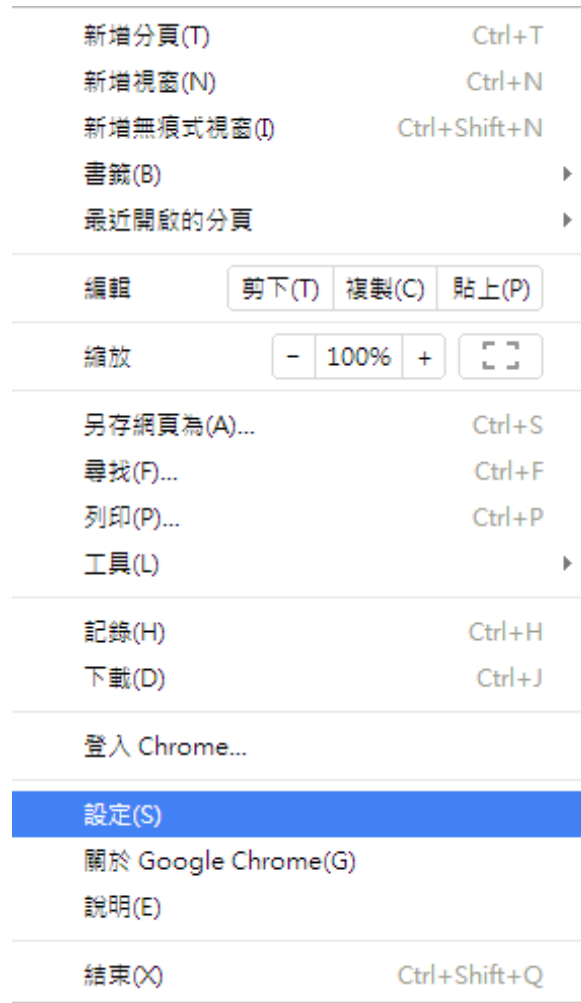 新增分頁(T) Ctrl+T
新增視窗(N) Ctrl+N
新增無痕式視窗(I) Ctrl+Shift+N
書籤(B)
最近開啟的分頁
編輯 剪下(T) 複製(C) 貼上(P)
縮放 - 100% +
另存網頁為(A)... Ctrl+S
尋找(F)... Ctrl+F
列印(P)... Ctrl+P
工具(L)
記錄(H) Ctrl+H
下載(D) Ctrl+J
登入 Chrome...
設定(S)
關於 Google Chrome(G)
說明(E)
結束(X) Ctrl+Shift+Q